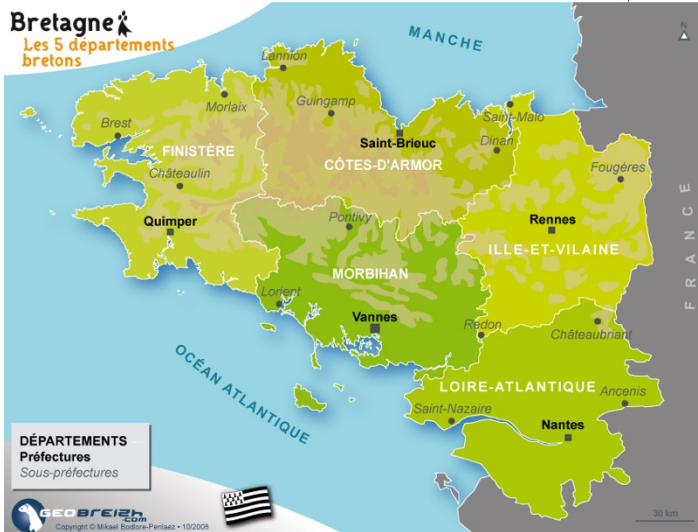 Bretagne
Les 5 départements
bretons
MANCHE
N
Lannion
Morlaix
Guingamp
Saint-Malo
Brest
Saint-Brieuc
Dinan
FINISTÈRE
CÔTES-D'ARMOR
Fougères
Châteaulin
Quimper
Pontivy
Rennes
ILLE-ET-VILAINE
FRANCE
MORBIHAN
Lorient
Vannes
Redon
Châteaubriant
OCÉAN ATLANTIQUE
LOIRE-ATLANTIQUE
Ancenis
Saint-Nazaire
Nantes
DÉPARTEMENTS
Préfectures
Sous-préfectures
GEOBREIZH
.com
Copyright © Mikael Bodlore-Penlaez • 10/2008
30 km